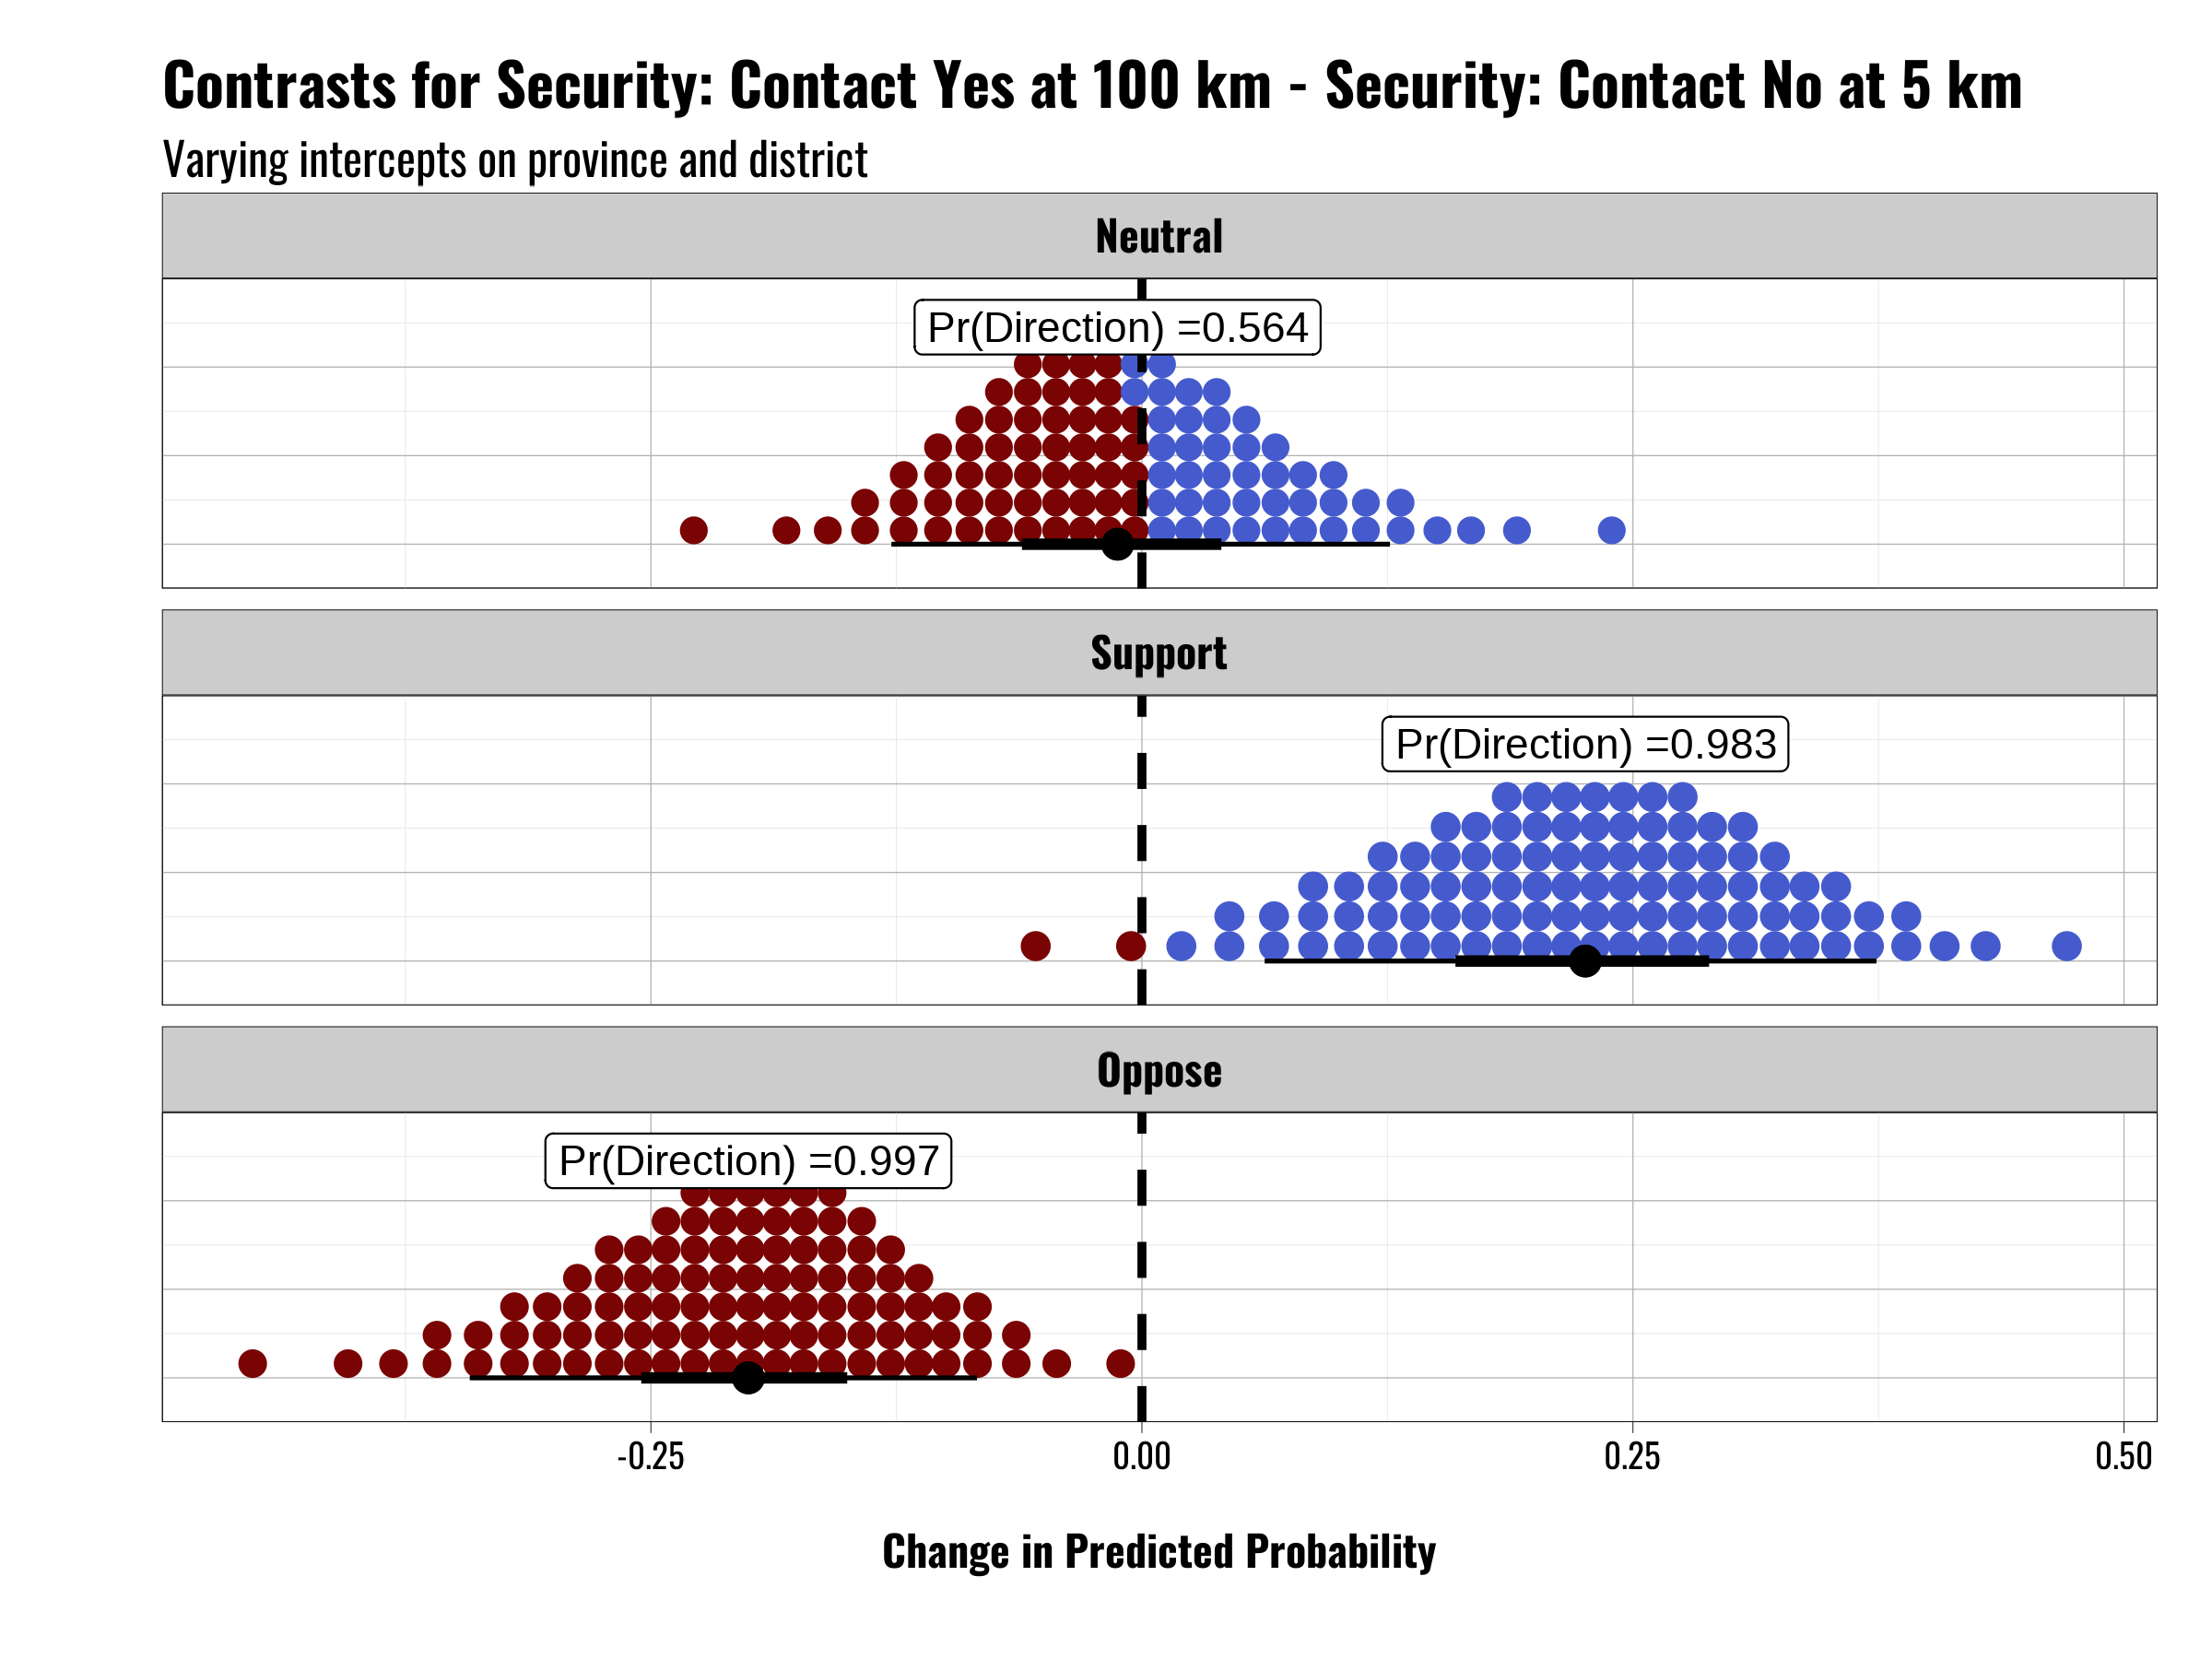 Contrasts for Security: Contact Yes at 100 km - Security: Contact No at 5 km
Varying intercepts on province and district
Neutral
Pr(Direction) =0.564
Support
Pr(Direction) =0.983
Oppose
Pr(Direction) =0.997
-0.25 0.00 0.25 0.50
Change in Predicted Probability